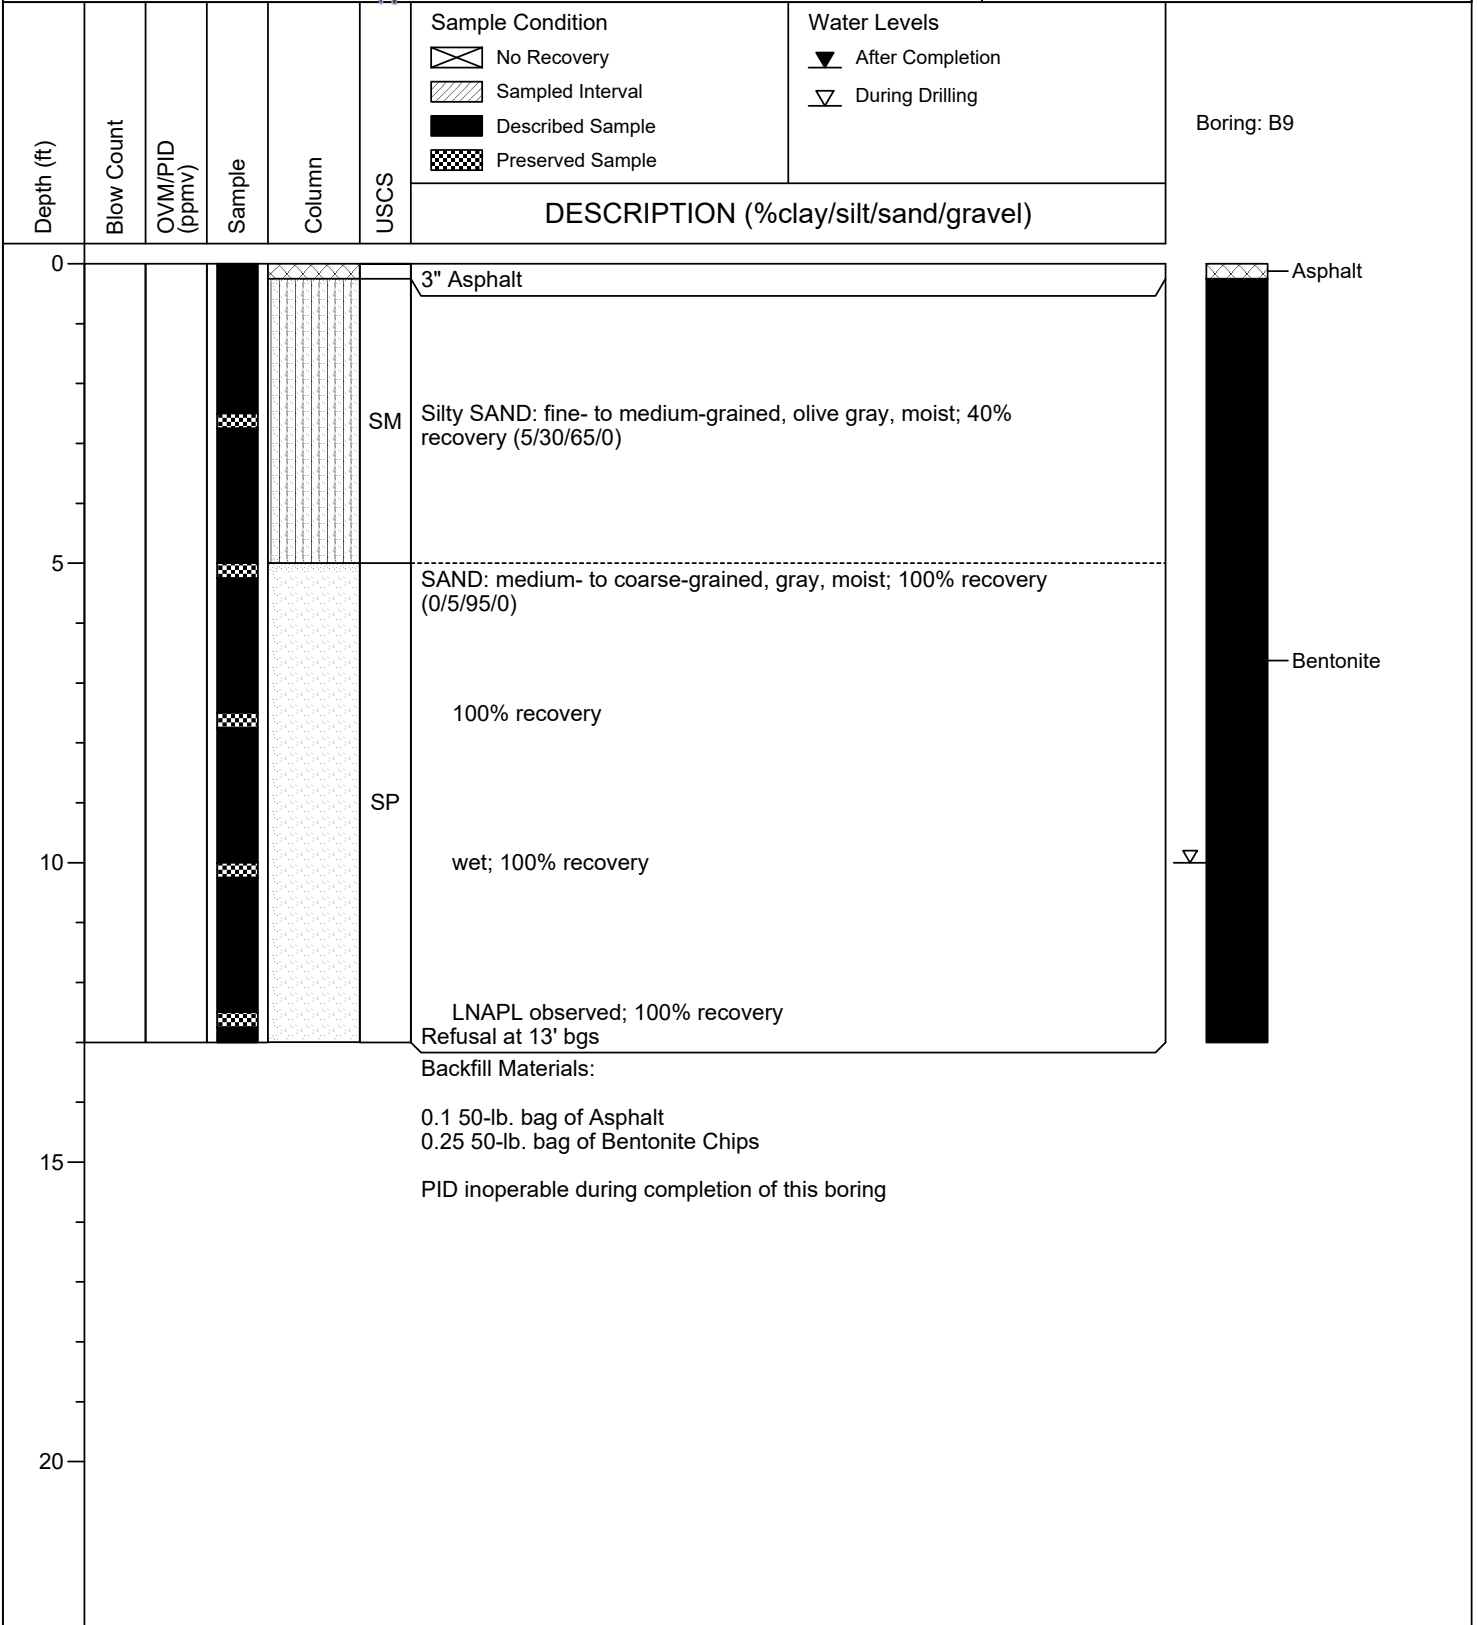 Sample Condition
No Recovery
Sampled Interval
Described Sample
Preserved Sample
Water Levels
After Completion
During Drilling
Boring: B9
Depth (ft)
Blow Count
OVM/PID
(ppmv)
Sample
Column
USCS
DESCRIPTION (%clay/silt/sand/gravel)
0
3" Asphalt
Asphalt
SM
Silty SAND: fine- to medium-grained, olive gray, moist; 40%
recovery (5/30/65/0)
5
SAND: medium- to coarse-grained, gray, moist; 100% recovery
(0/5/95/0)
Bentonite
100% recovery
SP
10
wet; 100% recovery
LNAPL observed; 100% recovery
Refusal at 13' bgs
Backfill Materials:
0.1 50-lb. bag of Asphalt
0.25 50-lb. bag of Bentonite Chips
15
PID inoperable during completion of this boring
20